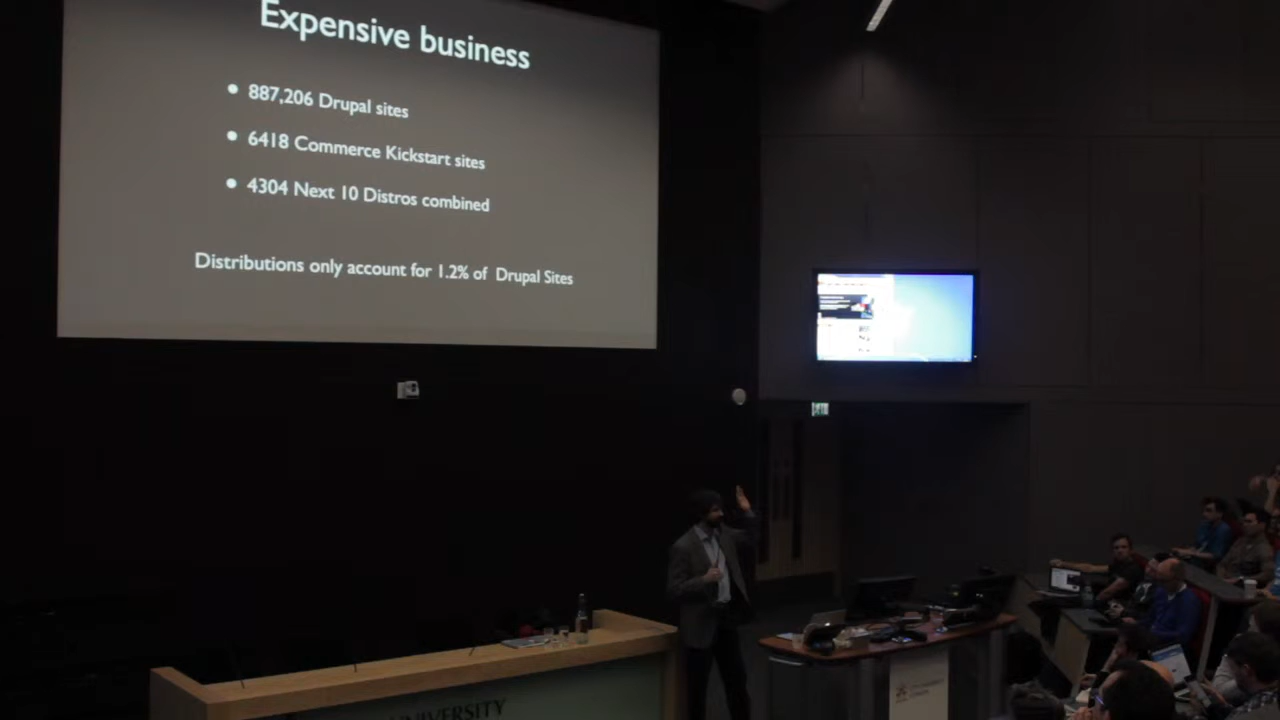 Expensive business
• 887,206 Drupal sites
• 6418 Commerce Kickstart sites
• 4304 Next 10 Distros combined
Distributions only account for 1.2% of Drupal Sites
UNIVERSITY